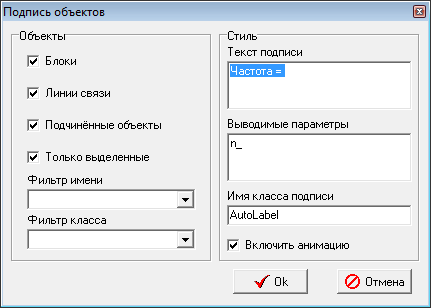 Подпись объектов
Объекты
Блоки
Линии связи
Подчинённые объекты
Только выделенные
Фильтр имени
Фильтр класса
Стиль
Текст подписи
Частота =
Выводимые параметры
n_
Имя класса подписи
AutoLabel
Включить анимацию
Ok
Отмена